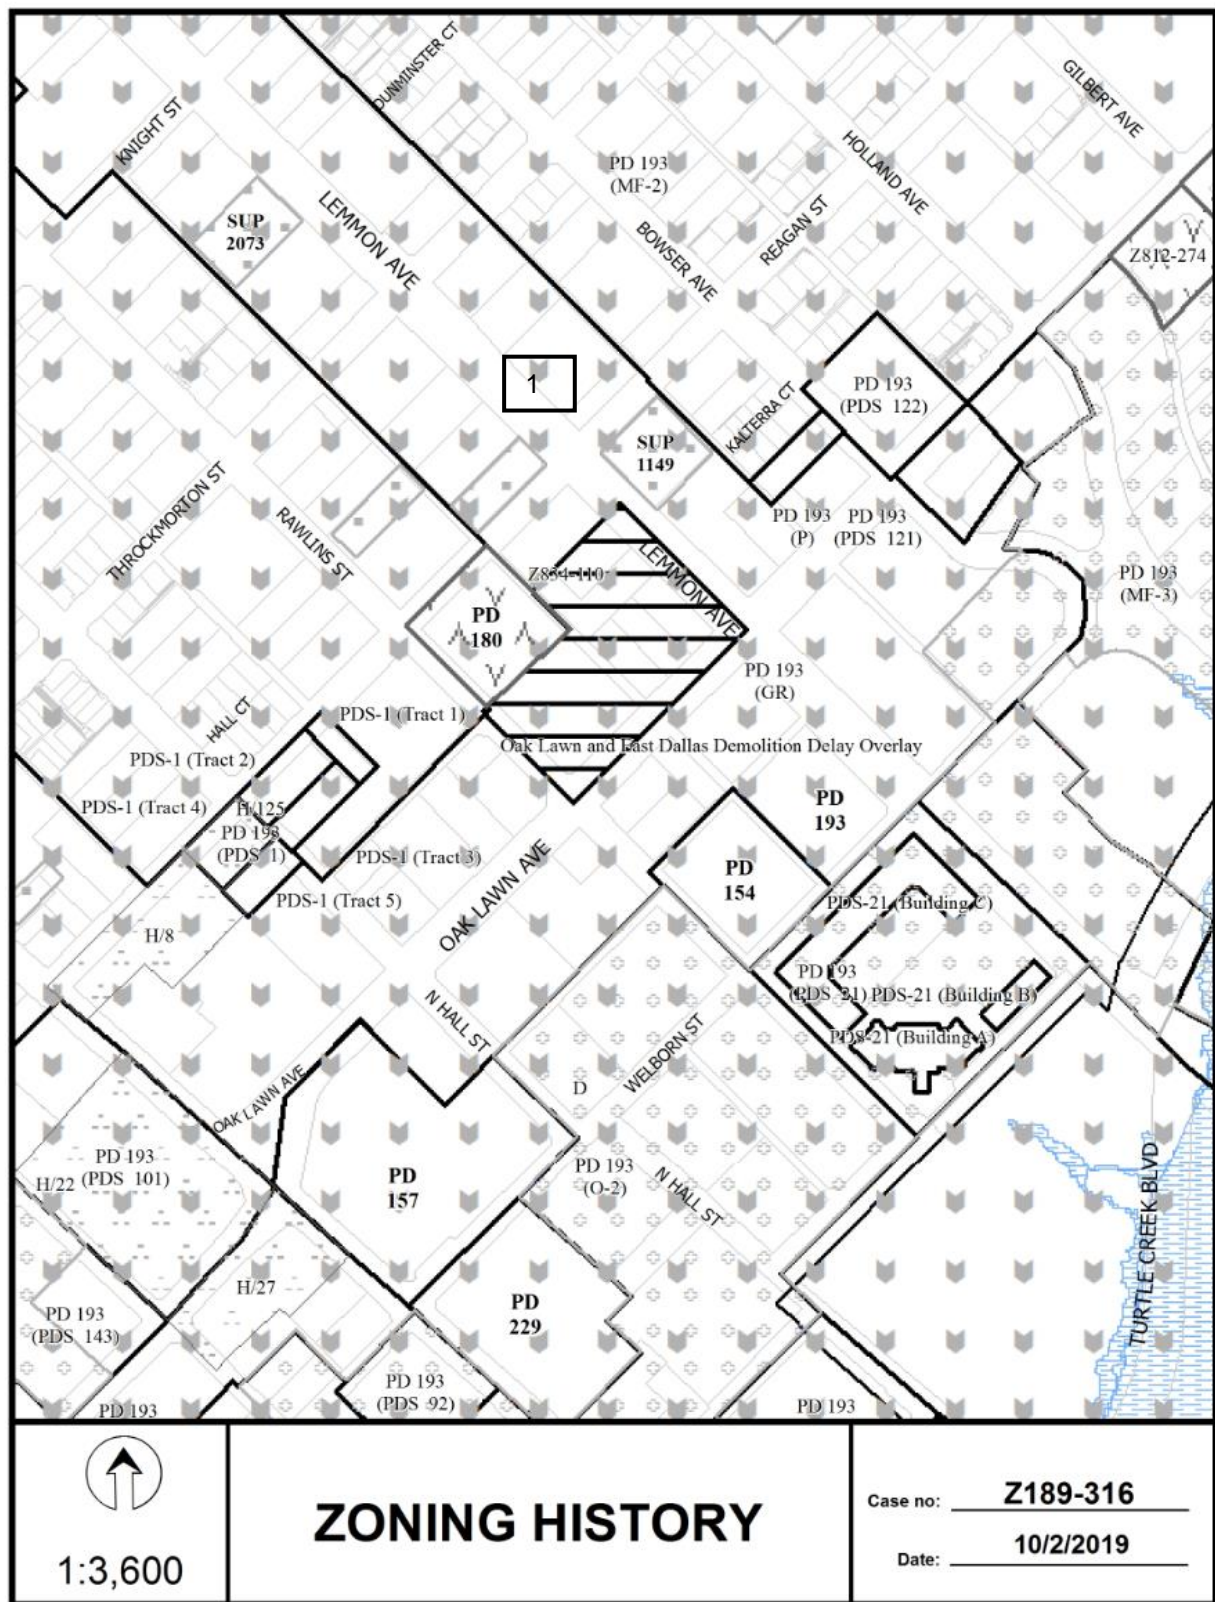 DUNMINSTER CT
GILBERT AVE
KNIGHT ST
HOLLAND AVE
PD 193
(MF-2)
LEMMON AVE
SUP
2073
REAGAN ST
BOWSER AVE
Z812-274
1
PD 193
(PDS 122)
KALTERRA CT
SUP
1149
THROCKMORTON ST
RAWLINS ST
PD 193
(P)
PD 193
(PDS 121)
LEMMON AVE
Z834-110
PD 193
(MF-3)
PD
180
PD 193
(GR)
HALL CT
PDS-1 (Tract 1)
Oak Lawn and East Dallas Demolition Delay Overlay
PDS-1 (Tract 2)
PDS-1 (Tract 4)
H/125
PD 193
(PDS 1)
PD
193
PDS-1 (Tract 3)
PD
154
PDS-1 (Tract 5)
PDS-21 (Building C)
OAK LAWN AVE
H/8
PD 193
(PDS 21)
PDS-21 (Building B)
N HALL ST
PDS-21 (Building A)
WELBORN ST
D
OAK LAWN AVE
PD 193
(PDS 101)
H/22
PD
157
PD 193
(O-2)
N HALL ST
TURTLE CREEK BLVD
H/27
PD
229
PD 193
(PDS 143)
PD 193
(PDS 92)
PD 193
PD 193
1:3,600
ZONING HISTORY
Case no: Z189-316
Date: 10/2/2019